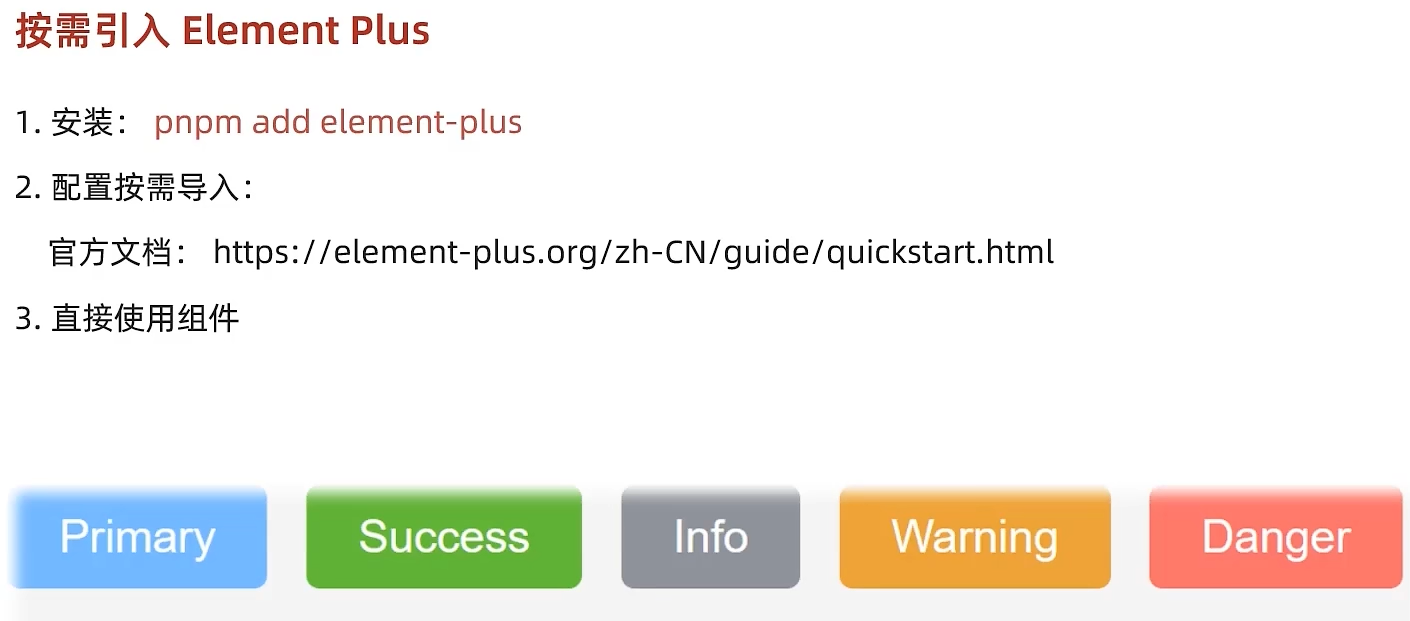 按需引入 Element Plus
1. 安装： pnpm add element-plus
2. 配置按需导入：
官方文档： https://element-plus.org/zh-CN/guide/quickstart.html
3. 直接使用组件
Primary Success Info Warning Danger